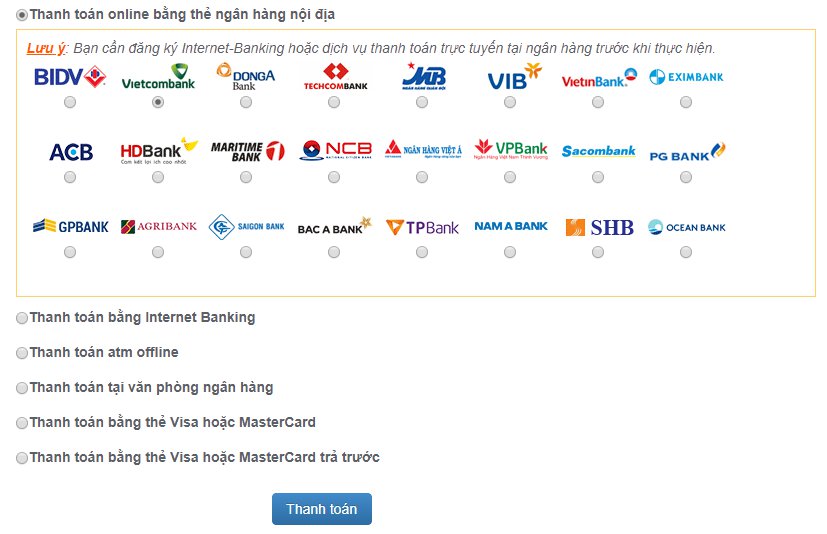 Thanh toán online bằng thẻ ngân hàng nội địa
Lưu ý: Bạn cần đăng ký Internet-Banking hoặc dịch vụ thanh toán trực tuyến tại ngân hàng trước khi thực hiện.
BIDV Vietcombank DONGA Bank TECHCOMBANK MB NGÂN HÀNG QUÂN ĐỘI VIB VietinBank EXIMBANK
ACB HDBank Cam kết lợi ích cao nhất MARITIME BANK NCB NATIONAL CITIZEN BANK NGÂN HÀNG VIỆT Á VPBank Ngân Hàng Việt Nam Thịnh Vượng Sacombank PG BANK
GPBANK AGRIBANK SAIGON BANK BAC A BANK TPBank NAM A BANK SHB OCEAN BANK
Thanh toán bằng Internet Banking
Thanh toán atm offline
Thanh toán tại văn phòng ngân hàng
Thanh toán bằng thẻ Visa hoặc MasterCard
Thanh toán bằng thẻ Visa hoặc MasterCard trả trước
Thanh toán